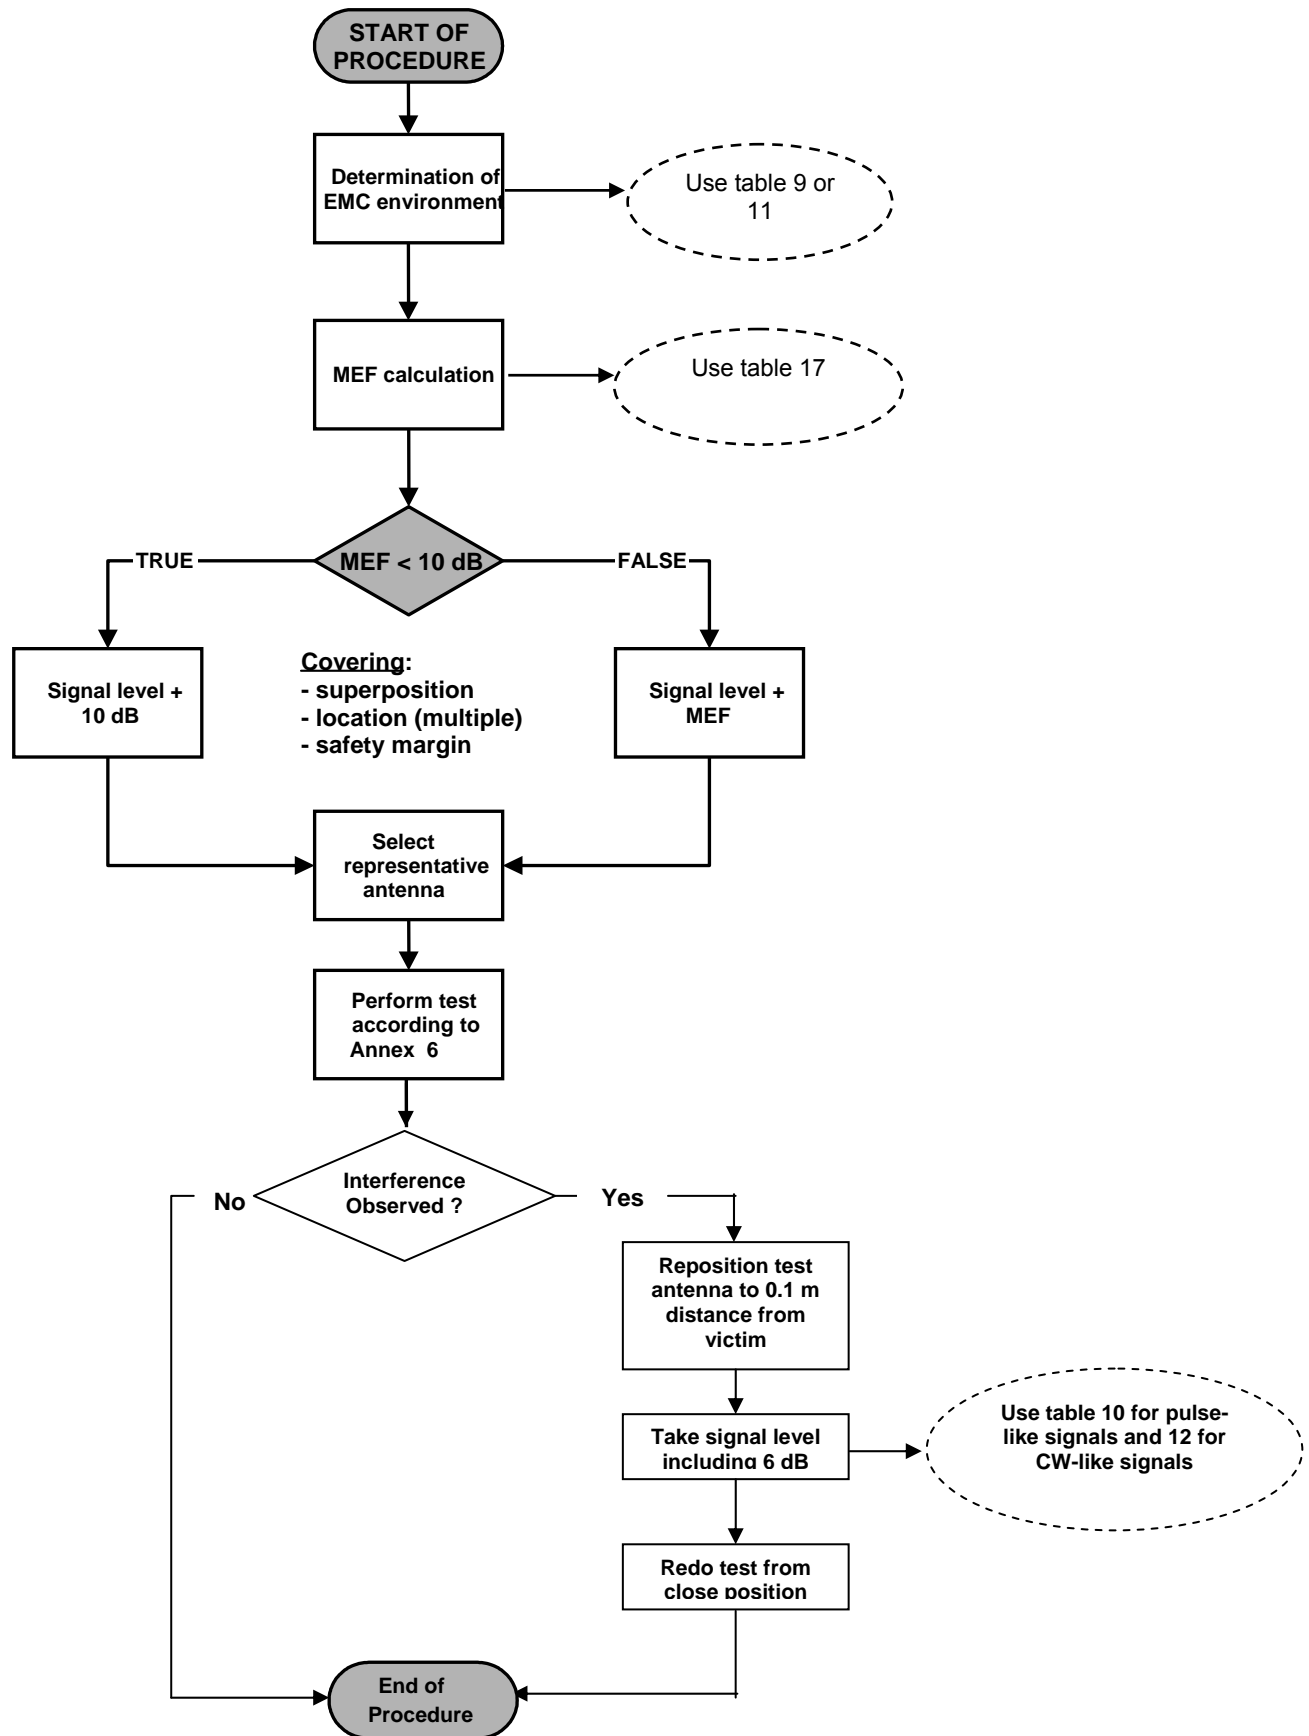 START OF
PROCEDURE
Determination of
EMC environment
Use table 9 or
11
MEF calculation
Use table 17
TRUE
MEF < 10 dB
FALSE
Signal level +
10 dB
Covering:
- superposition
- location (multiple)
- safety margin
Signal level +
MEF
Select
representative
antenna
Perform test
according to
Annex 6
Interference
Observed ?
No
Yes
Reposition test
antenna to 0.1 m
distance from
victim
Take signal level
including 6 dB
Use table 10 for pulse-
like signals and 12 for
CW-like signals
Redo test from
close position
End of
Procedure